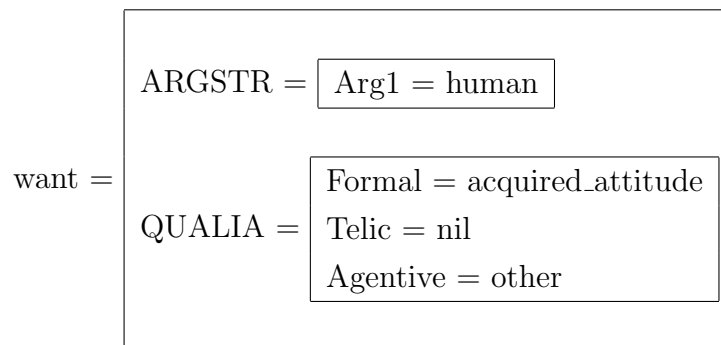 ARGSTR = Arg1 = human
want =
QUALIA =
Formal = acquired_attitude
Telic = nil
Agentive = other